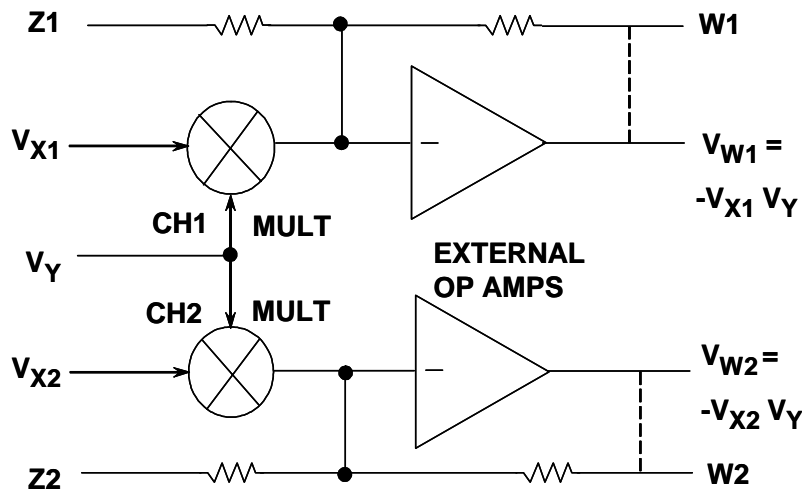 Z1
W1
VX1
VW1 =
-VX1 VY
CH1
MULT
VY
EXTERNAL
OP AMPS
CH2
MULT
VX2
VW2 =
-VX2 VY
Z2
W2